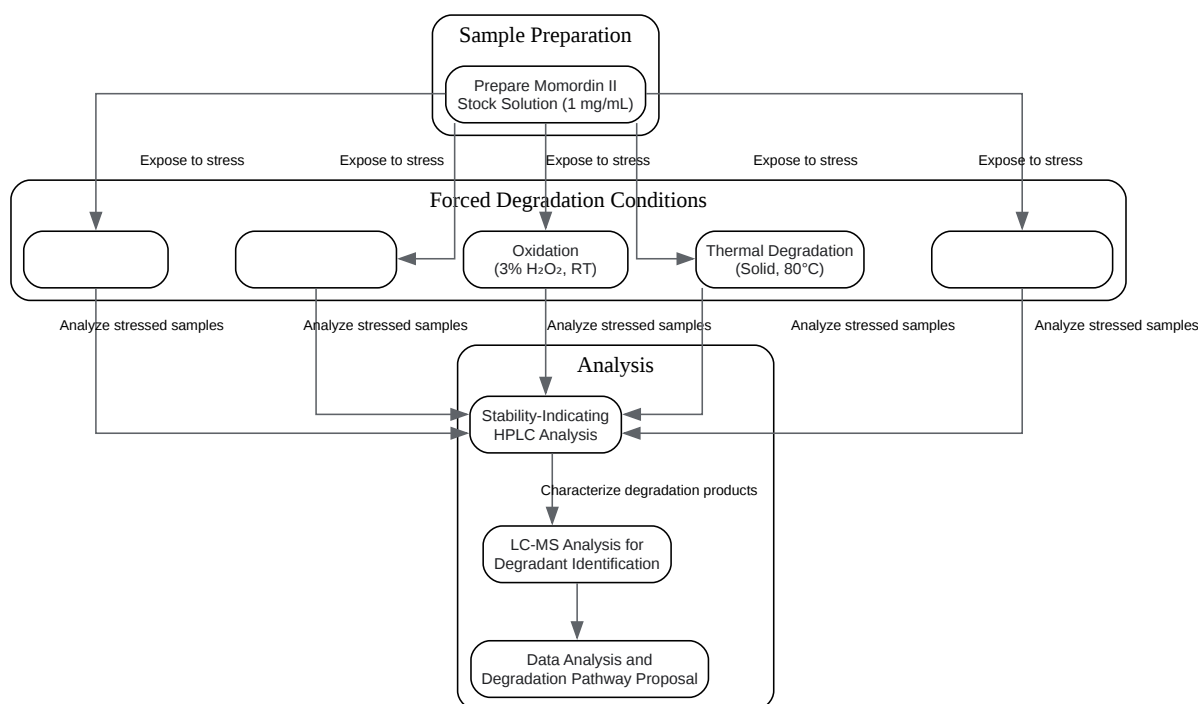 Sample Preparation
Prepare Momordin II
Stock Solution (1 mg/mL)
Expose to stress
Expose to stress
Expose to stress
Expose to stress
Expose to stress
Forced Degradation Conditions
Oxidation
(3% H₂O₂, RT)
Thermal Degradation
(Solid, 80°C)
Analyze stressed samples
Analyze stressed samples
Analyze stressed samples
Analyze stressed samples
Analyze stressed samples
Analysis
Stability-Indicating
HPLC Analysis
Characterize degradation products
LC-MS Analysis for
Degradant Identification
Data Analysis and
Degradation Pathway Proposal